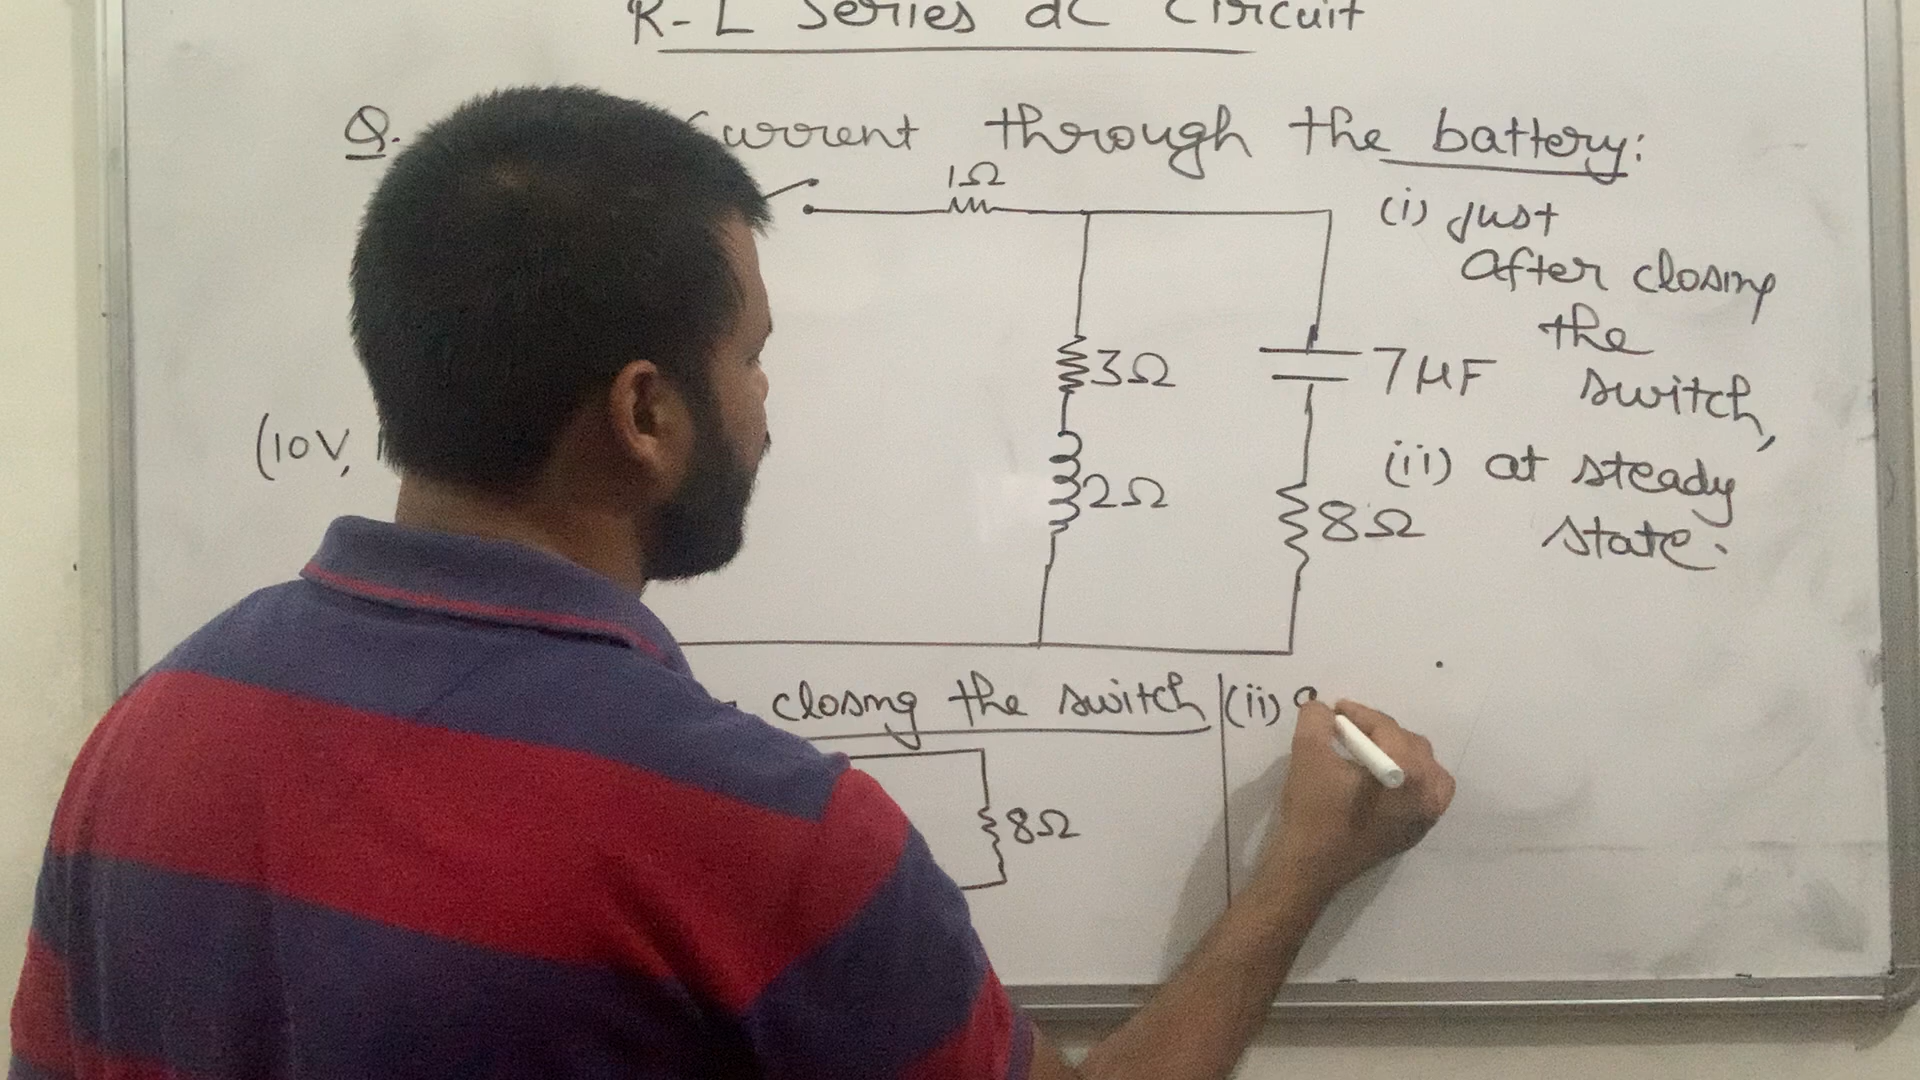 R-L Series dC Circuit
Q. Current through the battery:
1Ω
(i) Just
After closing
the
switch,
3Ω
7μF
(10V,
2Ω
(ii) at steady
state.
8Ω
closing the switch
(ii)
8Ω